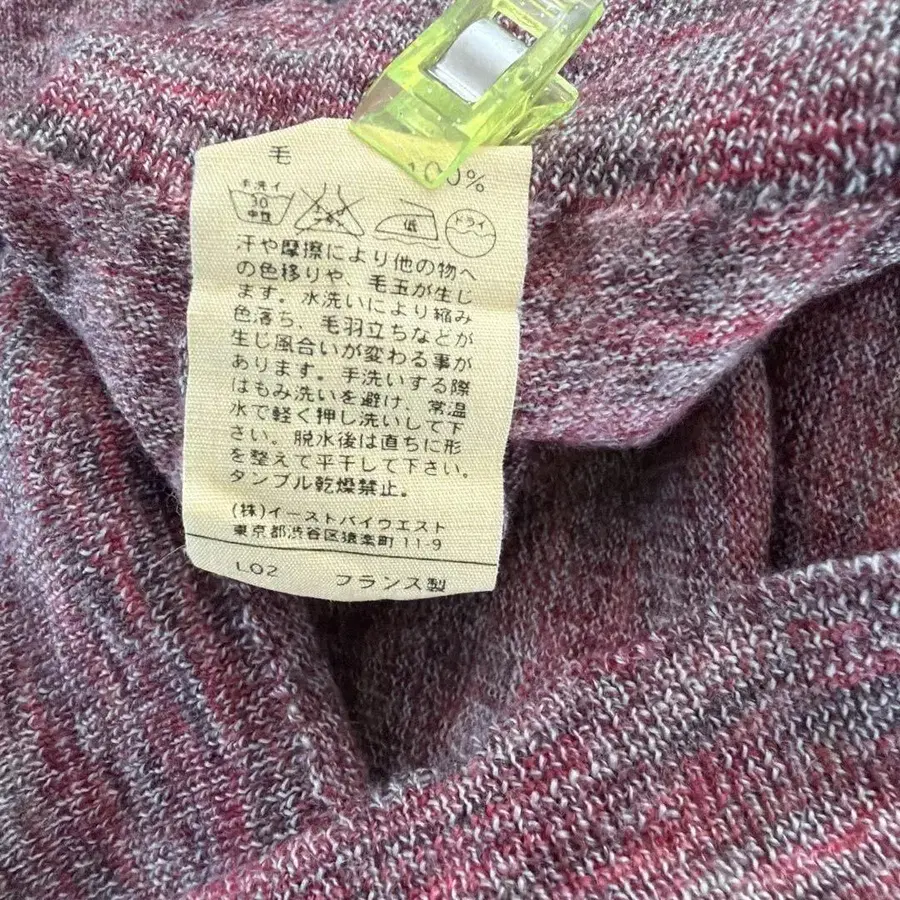 毛 100%
手洗イ 30 中性 低 ドライ
汗や摩擦により他の物へ
の色移りや、毛玉が生じ
ます。水洗いにより縮み
色落ち、毛羽立ちなどが
生じ風合いが変わる事が
あります。手洗いする際
はもみ洗いを避け、常温
水で軽く押し洗いして下
さい。脱水後は直ちに形
を整えて平干して下さい。
タンブル乾燥禁止。
(株)イーストバイウエスト
東京都渋谷区猿楽町11-9
L02 フランス製